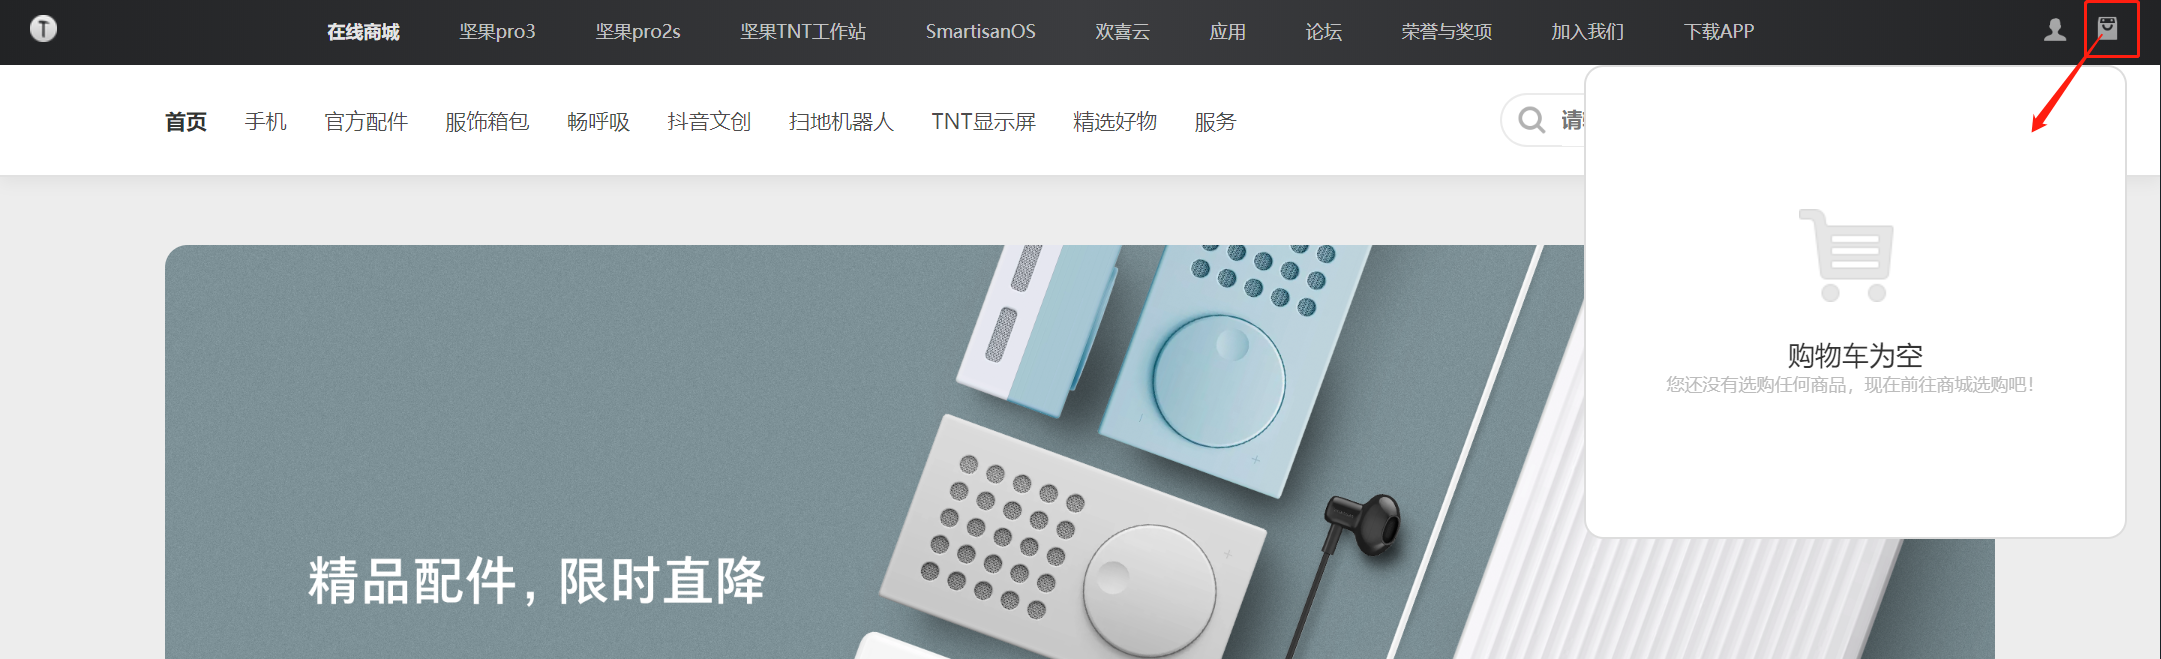 在线商城 坚果pro3 坚果pro2s 坚果TNT工作站 SmartisanOS 欢喜云 应用 论坛 荣誉与奖项 加入我们 下载APP
首页 手机 官方配件 服饰箱包 畅呼吸 抖音文创 扫地机器人 TNT显示屏 精选好物 服务 请
购物车为空
您还没有选购任何商品，现在前往商城选购吧！
精品配件，限时直降